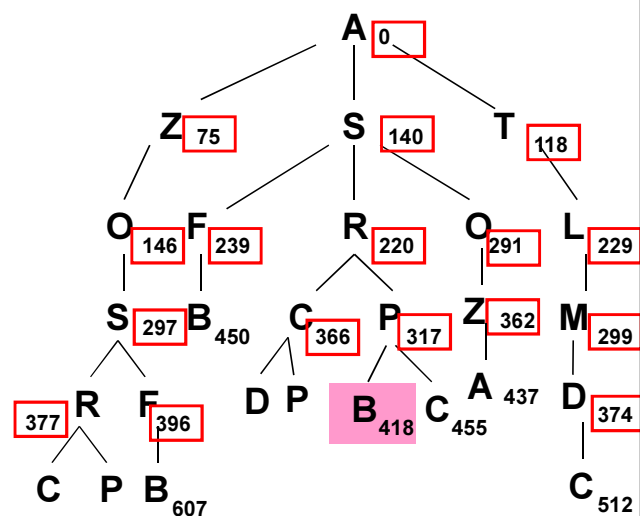 A 0
Z 75 S 140 T 118
O 146 F 239 R 220 O 291 L 229
S 297 B 450 C 366 P 317 Z 362 M 299
377 R F 396 D P B 418 C 455 A 437 D 374
C P B 607 C 512